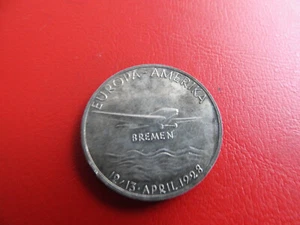 EUROPA - AMERIKA
BREMEN
12/13 · APRIL 1928